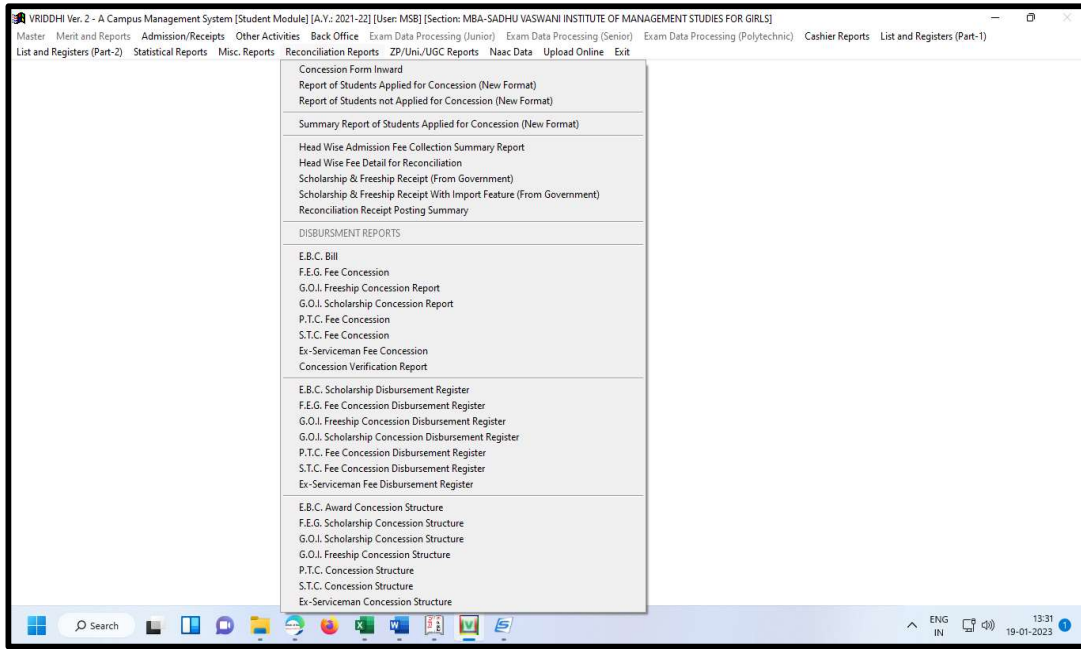 VRIDDHI Ver. 2 - A Campus Management System [Student Module] [A.Y.: 2021-22] [User: MSB] [Section: MBA-SADHU VASWANI INSTITUTE OF MANAGEMENT STUDIES FOR GIRLS]
Master Merit and Reports Admission/Receipts Other Activities Back Office Exam Data Processing (Junior) Exam Data Processing (Senior) Exam Data Processing (Polytechnic) Cashier Reports List and Registers (Part-1)
List and Registers (Part-2) Statistical Reports Misc. Reports Reconciliation Reports ZP/Uni./UGC Reports Naac Data Upload Online Exit
Concession Form Inward
Report of Students Applied for Concession (New Format)
Report of Students not Applied for Concession (New Format)
Summary Report of Students Applied for Concession (New Format)
Head Wise Admission Fee Collection Summary Report
Head Wise Fee Detail for Reconciliation
Scholarship & Freeship Receipt (From Government)
Scholarship & Freeship Receipt With Import Feature (From Government)
Reconciliation Receipt Posting Summary
DISBURSMENT REPORTS
E.B.C. Bill
F.E.G. Fee Concession
G.O.I. Freeship Concession Report
G.O.I. Scholarship Concession Report
P.T.C. Fee Concession
S.T.C. Fee Concession
Ex-Serviceman Fee Concession
Concession Verification Report
E.B.C. Scholarship Disbursement Register
F.E.G. Fee Concession Disbursement Register
G.O.I. Freeship Concession Disbursement Register
G.O.I. Scholarship Concession Disbursement Register
P.T.C. Fee Concession Disbursement Register
S.T.C. Fee Concession Disbursement Register
Ex-Serviceman Fee Disbursement Register
E.B.C. Award Concession Structure
F.E.G. Scholarship Concession Structure
G.O.I. Scholarship Concession Structure
G.O.I. Freeship Concession Structure
P.T.C. Concession Structure
S.T.C. Concession Structure
Ex-Serviceman Concession Structure
Search
ENG
IN
13:31
19-01-2023
1